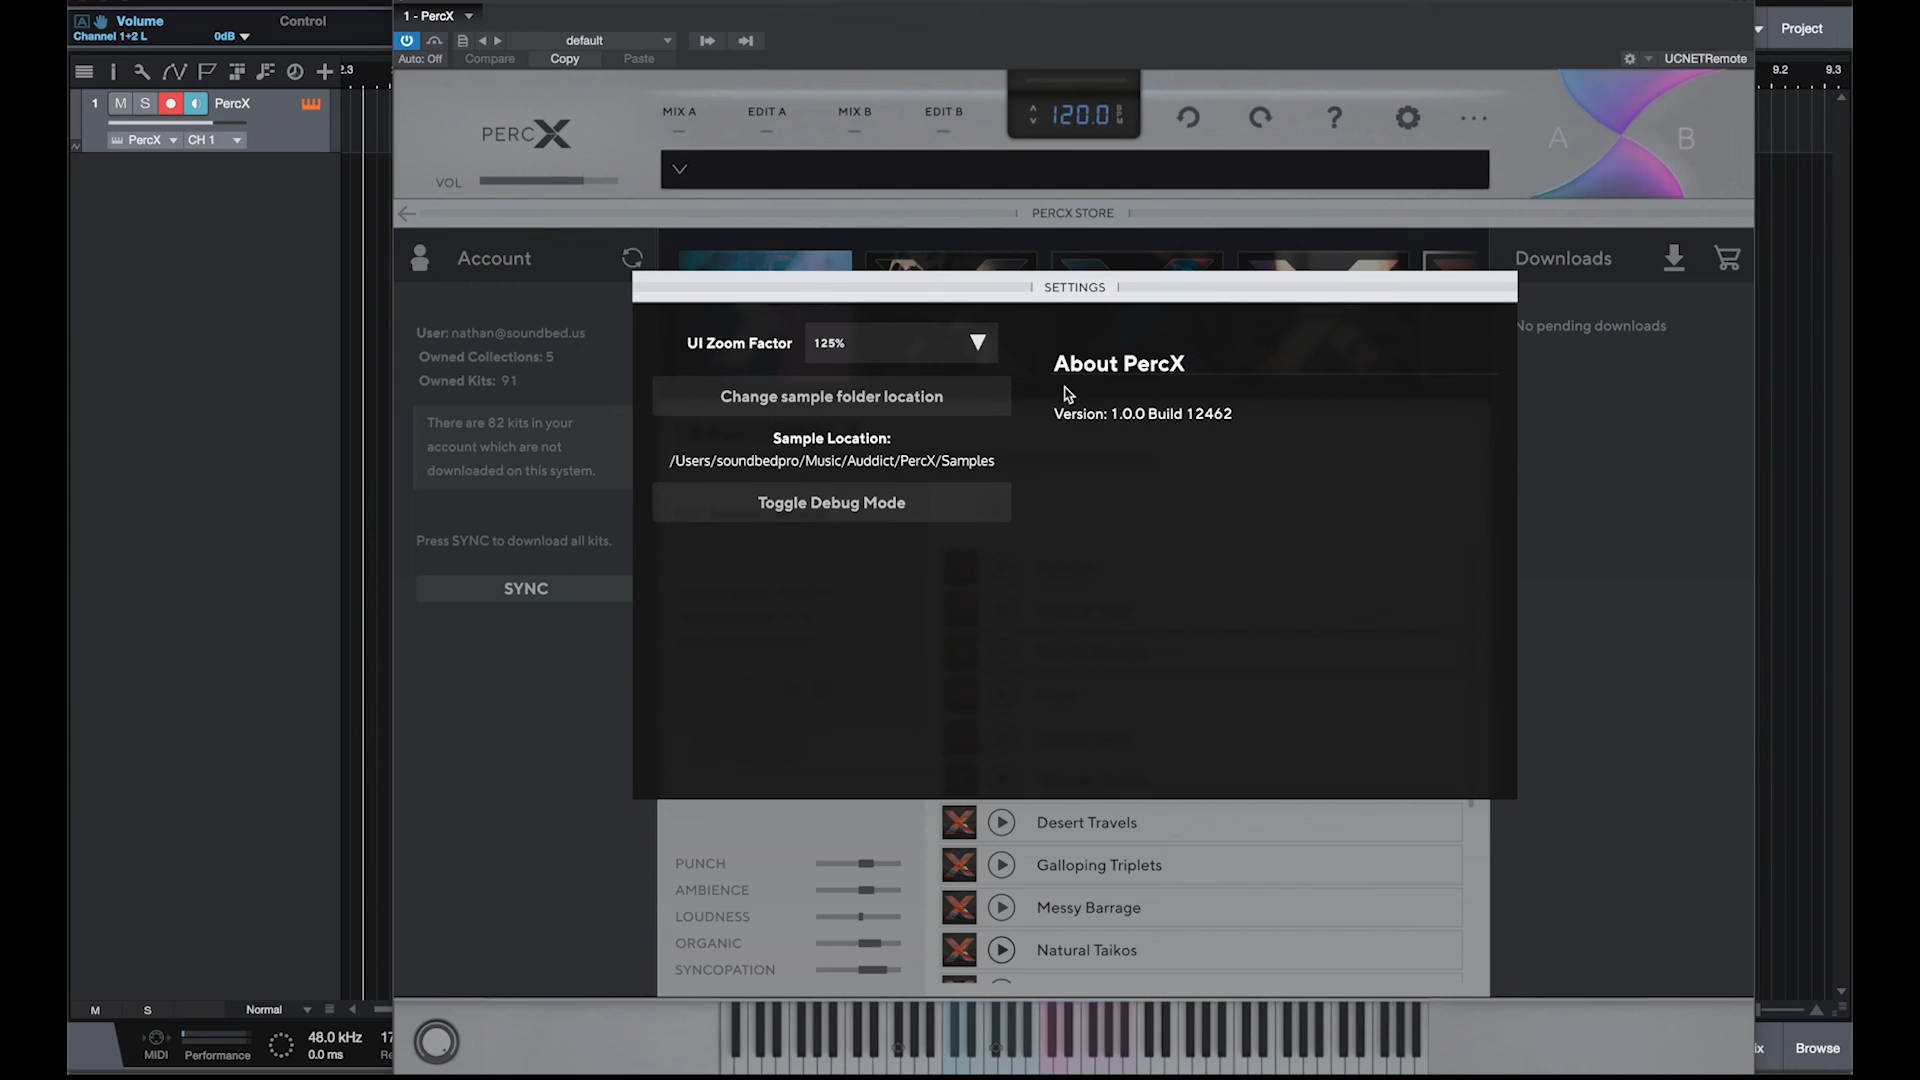 Volume
Channel 1+2 L
0dB
Control
1 - PercX
default
Auto: Off
Compare
Copy
Paste
UCNETRemote
Project
2.3
9.2
9.3
1
M
S
PercX
PercX
CH 1
PERCX
VOL
MIX A
EDIT A
MIX B
EDIT B
120.0
BPM
?
A
B
PERCX STORE
Account
Downloads
User: nathan@soundbed.us
Owned Collections: 5
Owned Kits: 91
There are 82 kits in your
account which are not
downloaded on this system.
Press SYNC to download all kits.
SYNC
No pending downloads
SETTINGS
UI Zoom Factor
125%
Change sample folder location
Sample Location:
/Users/soundbedpro/Music/Auddict/PercX/Samples
Toggle Debug Mode
About PercX
Version: 1.0.0 Build 12462
PUNCH
AMBIENCE
LOUDNESS
ORGANIC
SYNCOPATION
Desert Travels
Galloping Triplets
Messy Barrage
Natural Taikos
M
S
Normal
MIDI
Performance
48.0 kHz
0.0 ms
Browse